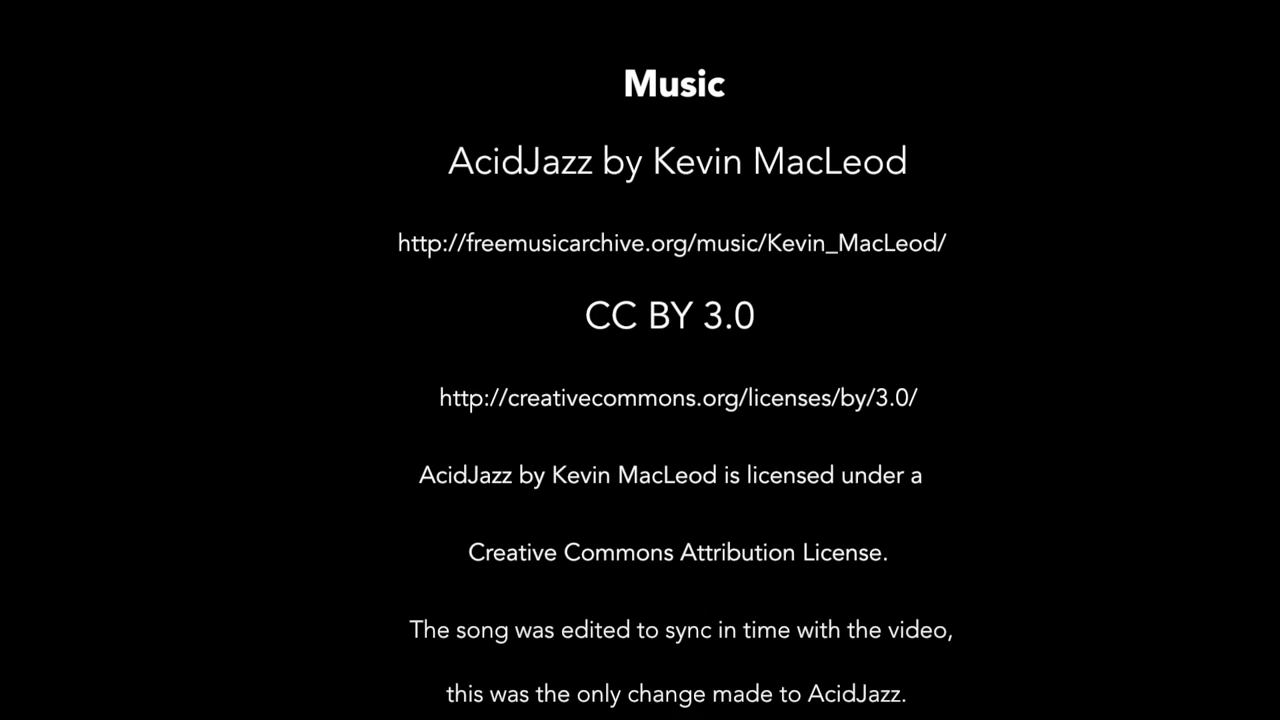 Music
AcidJazz by Kevin MacLeod
http://freemusicarchive.org/music/Kevin_MacLeod/
CC BY 3.0
http://creativecommons.org/licenses/by/3.0/
AcidJazz by Kevin MacLeod is licensed under a
Creative Commons Attribution License.
The song was edited to sync in time with the video,
this was the only change made to AcidJazz.